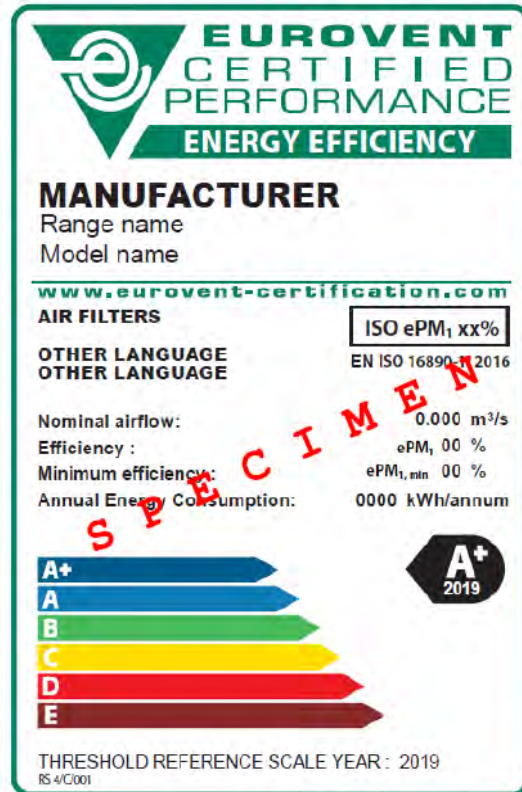 EUROVENT
CERTIFIED
PERFORMANCE
ENERGY EFFICIENCY
MANUFACTURER
Range name
Model name
www.eurovent-certification.com
AIR FILTERS
ISO ePM₁ xx%
OTHER LANGUAGE
OTHER LANGUAGE
EN ISO 16890-1:2016
SPECIMEN
Nominal airflow: 0.000 m³/s
Efficiency : ePM₁ 00 %
Minimum efficiency : ePM₁,min 00 %
Annual Energy Consumption: 0000 kWh/annum
A+
A
B
C
D
E
A+
2019
THRESHOLD REFERENCE SCALE YEAR : 2019
RS 4/C/001